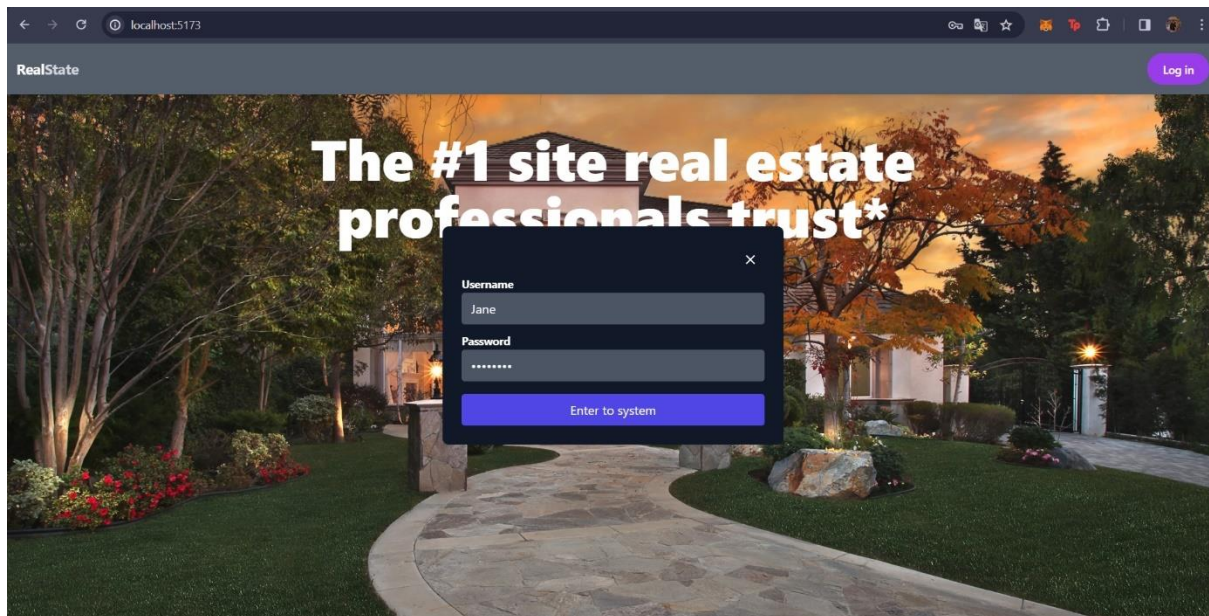 localhost:5173
RealState
Log in
The #1 site real estate
professionals trust*
Username
Jane
Password
••••••••
Enter to system